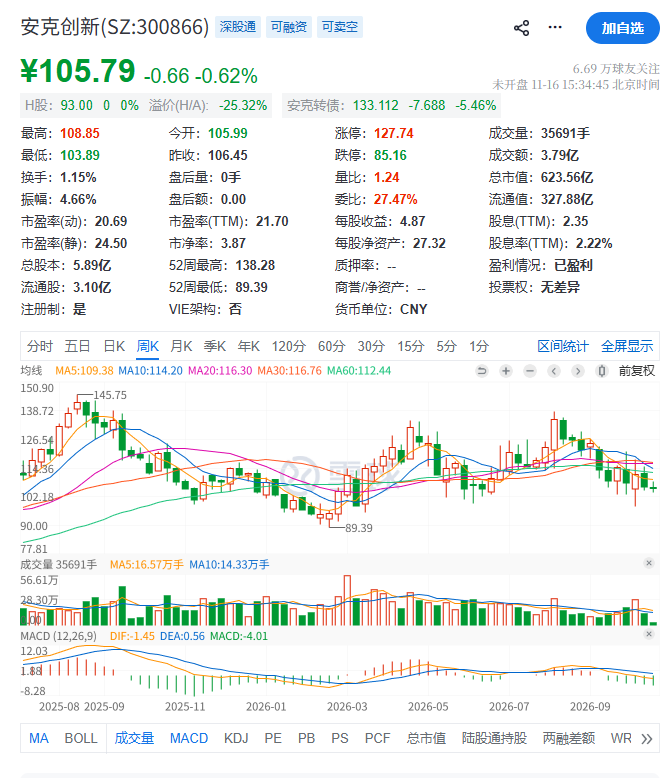 安克创新(SZ:300866) 深股通 可融资 可卖空 加自选
¥105.79 -0.66 -0.62%
6.69 万球友关注
未开盘 11-16 15:34:45 北京时间
H股: 93.00 0 0% 溢价(H/A): -25.32% 安克转债: 133.112 -7.688 -5.46%
最高: 108.85 今开: 105.99 涨停: 127.74 成交量: 35691手
最低: 103.89 昨收: 106.45 跌停: 85.16 成交额: 3.79亿
换手: 1.15% 盘后量: 0手 量比: 1.24 总市值: 623.56亿
振幅: 4.66% 盘后额: 0.00 委比: 27.47% 流通值: 327.88亿
市盈率(动): 20.69 市盈率(TTM): 21.70 每股收益: 4.87 股息(TTM): 2.35
市盈率(静): 24.50 市净率: 3.87 每股净资产: 27.32 股息率(TTM): 2.22%
总股本: 5.89亿 52周最高: 138.28 质押率: -- 盈利情况: 已盈利
流通股: 3.10亿 52周最低: 89.39 商誉/净资产: -- 投票权: 无差异
注册制: 是 VIE架构: 否 货币单位: CNY
分时 五日 日K 周K 月K 季K 年K 120分 60分 30分 15分 5分 1分 区间统计 全屏显示
均线 MA5:109.38 MA10:114.20 MA20:116.30 MA30:116.76 MA60:112.44 前复权
150.90
145.75
138.72
126.54
114.36
102.18
90.00
89.39
77.81
成交量 35691手 MA5:16.57万手 MA10:14.33万手
56.61万
28.30万
MACD (12,26,9) DIF:-1.45 DEA:0.56 MACD:-4.01
12.03
1.88
-8.28
2025-08 2025-09 2025-11 2026-01 2026-03 2026-05 2026-07 2026-09
MA BOLL 成交量 MACD KDJ PE PB PS PCF 总市值 陆股通持股 两融差额 WR